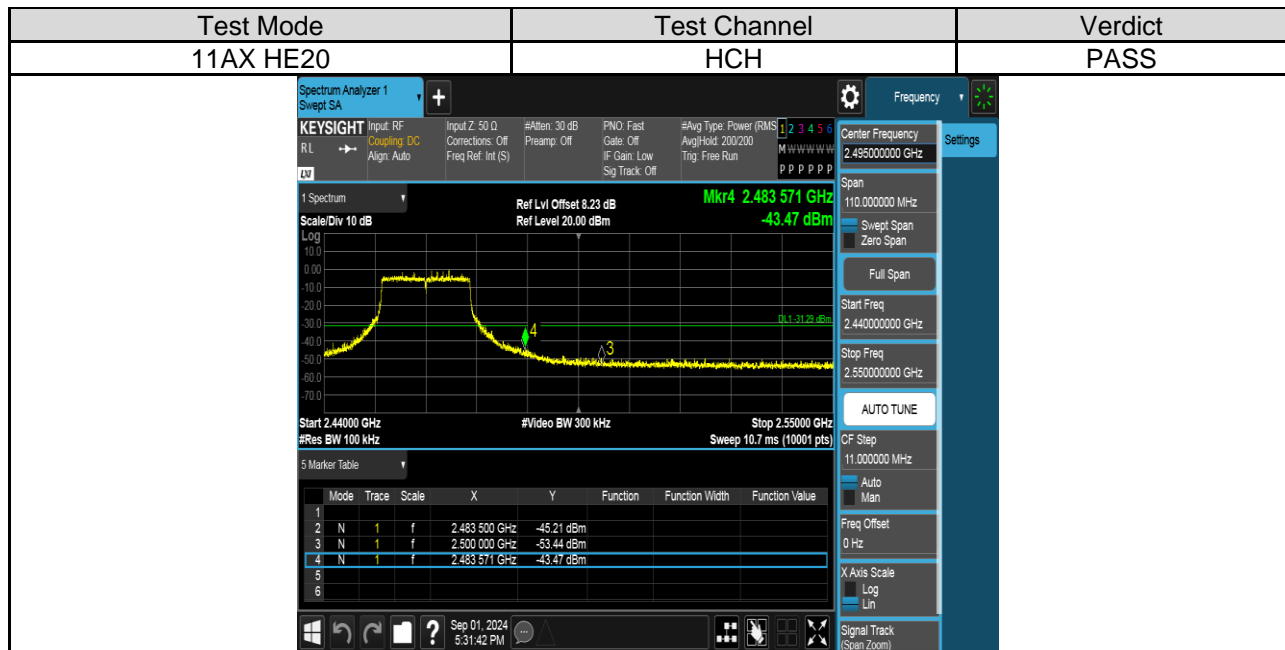 Test Mode Test Channel Verdict
11AX HE20 HCH PASS
Spectrum Analyzer 1
Swept SA
+
Frequency
KEYSIGHT
RL
LXI
Input: RF
Coupling: DC
Align: Auto
Input Z: 50 Ω
Corrections: Off
Freq Ref: Int (S)
#Atten: 30 dB
Preamp: Off
PNO: Fast
Gate: Off
IF Gain: Low
Sig Track: Off
#Avg Type: Power (RMS
Avg|Hold: 200/200
Trig: Free Run
1 2 3 4 5 6
M W W W W W
P P P P P P
1 Spectrum
Scale/Div 10 dB
Ref Lvl Offset 8.23 dB
Ref Level 20.00 dBm
Mkr4 2.483 571 GHz
-43.47 dBm
Log
10.0
0.00
-10.0
-20.0
-30.0
-40.0
-50.0
-60.0
-70.0
DL1 -31.29 dBm
4
3
Start 2.44000 GHz #Video BW 300 kHz Stop 2.55000 GHz
#Res BW 100 kHz Sweep 10.7 ms (10001 pts)
5 Marker Table
Mode Trace Scale X Y Function Function Width Function Value
1
2 N 1 f 2.483 500 GHz -45.21 dBm
3 N 1 f 2.500 000 GHz -53.44 dBm
4 N 1 f 2.483 571 GHz -43.47 dBm
5
6
?
Sep 01, 2024
5:31:42 PM
Settings
Center Frequency
2.495000000 GHz
Span
110.000000 MHz
Swept Span
Zero Span
Full Span
Start Freq
2.440000000 GHz
Stop Freq
2.550000000 GHz
AUTO TUNE
CF Step
11.000000 MHz
Auto
Man
Freq Offset
0 Hz
X Axis Scale
Log
Lin
Signal Track
(Span Zoom)